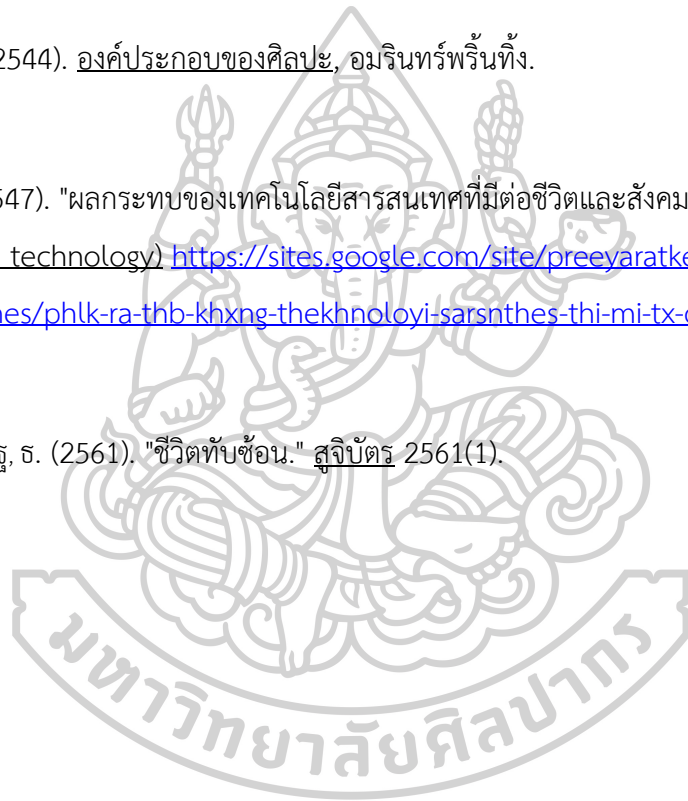 2544). องค์ประกอบของศิลปะ, อมรินทร์พริ้นทิ้ง.
547). "ผลกระทบของเทคโนโลยีสารสนเทศที่มีต่อชีวิตและสังคม
technology) https://sites.google.com/site/preeyaratke
nes/phlk-ra-thb-khxng-thekhnoloyi-sarsnthes-thi-mi-tx-c
ธ. (2561). "ชีวิตทับซ้อน." สูจิบัตร 2561(1).
มหาวิทยาลัยศิลปากร